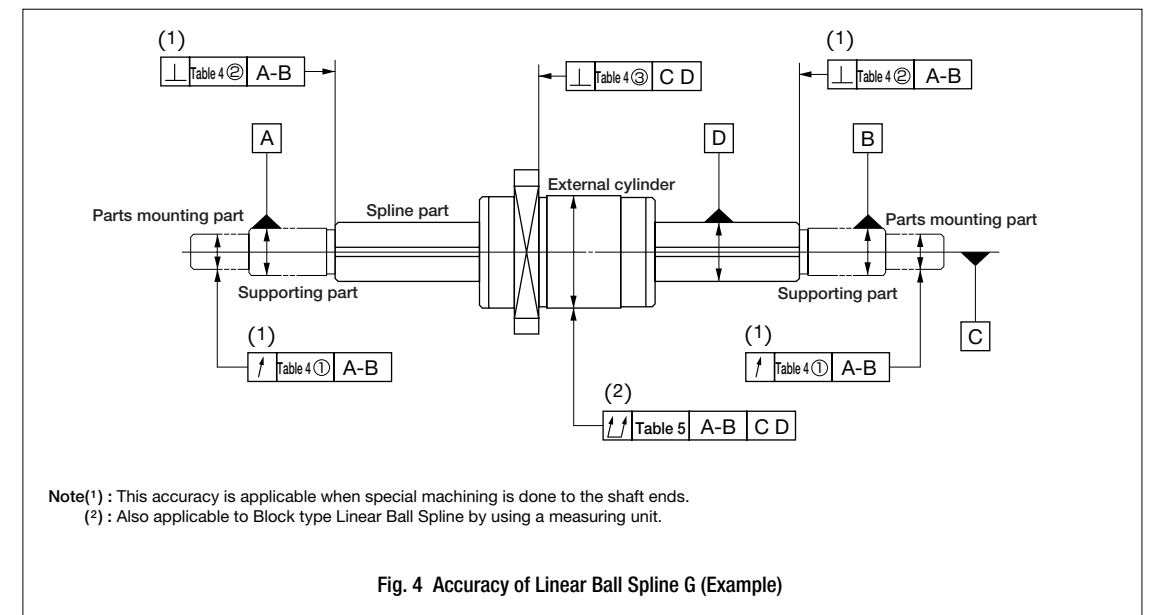 (1)
⊥ Table 4② A-B
⊥ Table 4③ C D
(1)
⊥ Table 4② A-B
A
D
B
External cylinder
Parts mounting part
Spline part
Parts mounting part
Supporting part
Supporting part
C
(1)
↗ Table 4① A-B
(1)
↗ Table 4① A-B
(2)
Table 5 A-B C D
Note(1) : This accuracy is applicable when special machining is done to the shaft ends.
(2) : Also applicable to Block type Linear Ball Spline by using a measuring unit.
Fig. 4 Accuracy of Linear Ball Spline G (Example)